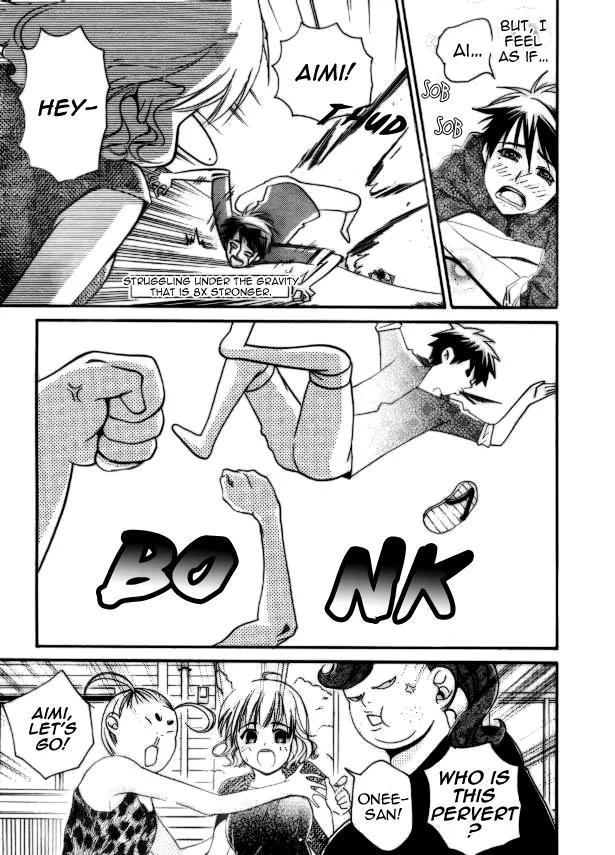 BUT, I
FEEL
AS IF...
AI...
SOB
SOB
AIMI!
THUD
HEY-
STRUGGLING UNDER THE GRAVITY
THAT IS 8X STRONGER.
BO NK
WHO IS
THIS
PERVERT
?
ONEE-
SAN!
AIMI,
LET'S
GO!